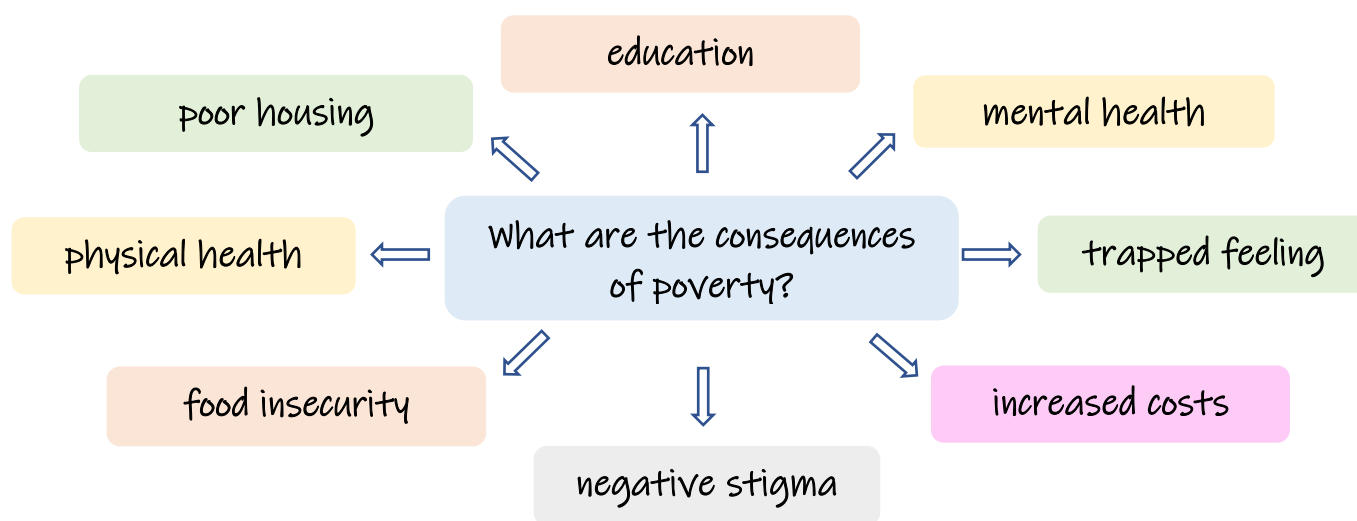 education
poor housing
mental health
What are the consequences
of poverty?
physical health
trapped feeling
food insecurity
increased costs
negative stigma